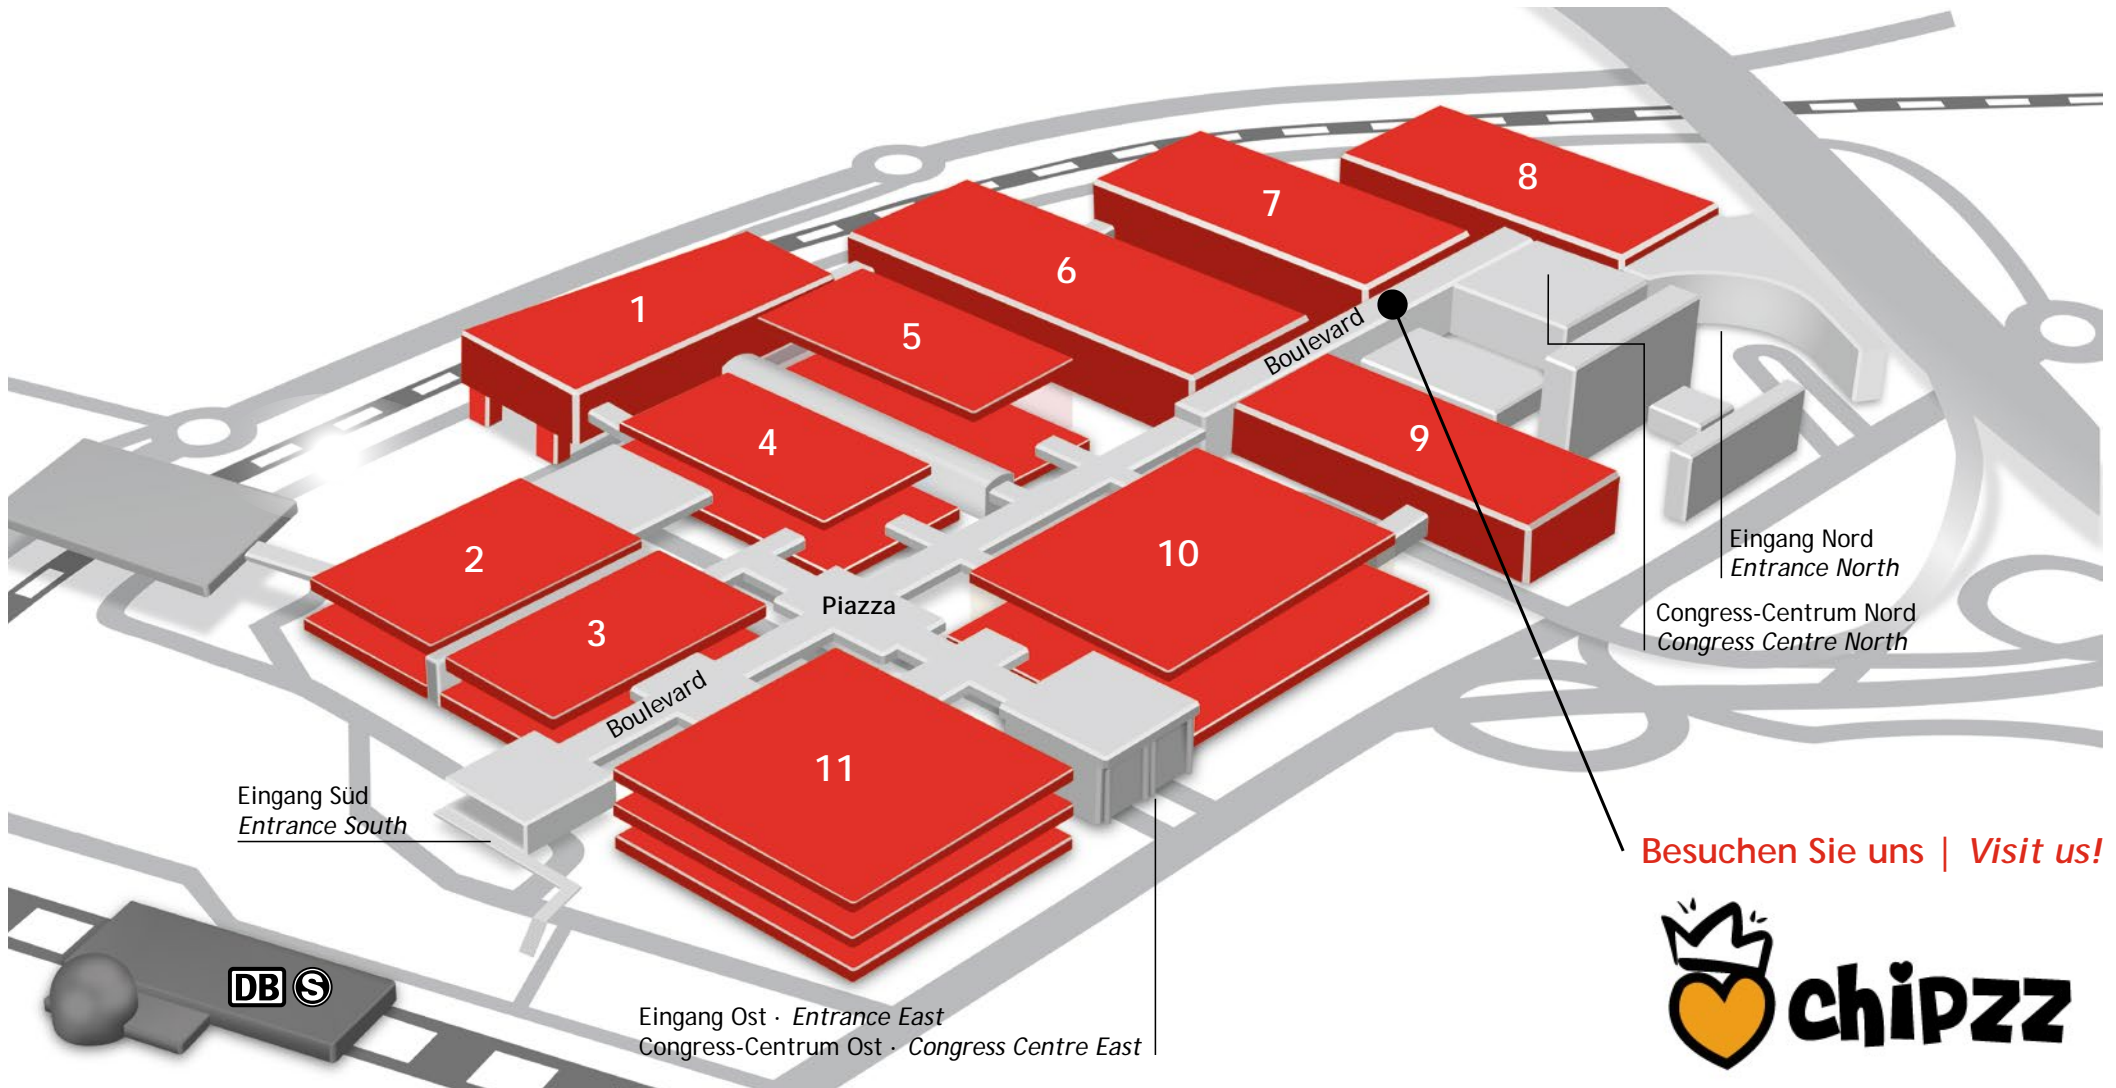 8
7
6
1
5
Boulevard
4
9
2
10
Eingang Nord
Entrance North
3
Piazza
Congress-Centrum Nord
Congress Centre North
Boulevard
11
Eingang Süd
Entrance South
Besuchen Sie uns | Visit us!
chipzz
DB S
Eingang Ost · Entrance East
Congress-Centrum Ost · Congress Centre East